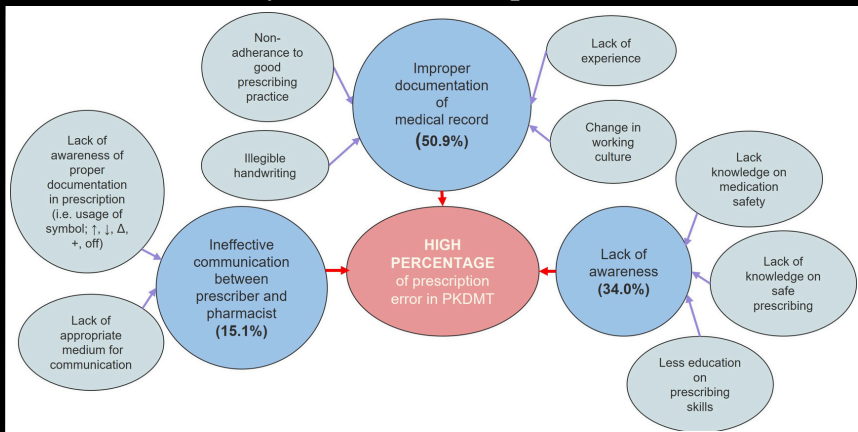 Non-
adherance to
good
prescribing
practice
Improper
documentation
of
medical record
(50.9%)
Lack of
experience
Illegible
handwriting
Change in
working
culture
Lack of
awareness of
proper
documentation
in prescription
(i.e. usage of
symbol; ↑, ↓, Δ,
+, off)
Lack
knowledge on
medication
safety
Ineffective
communication
between
prescriber and
pharmacist
(15.1%)
HIGH
PERCENTAGE
of prescription
error in PKDMT
Lack of
awareness
(34.0%)
Lack of
knowledge on
safe
prescribing
Lack of
appropriate
medium for
communication
Less education
on
prescribing
skills